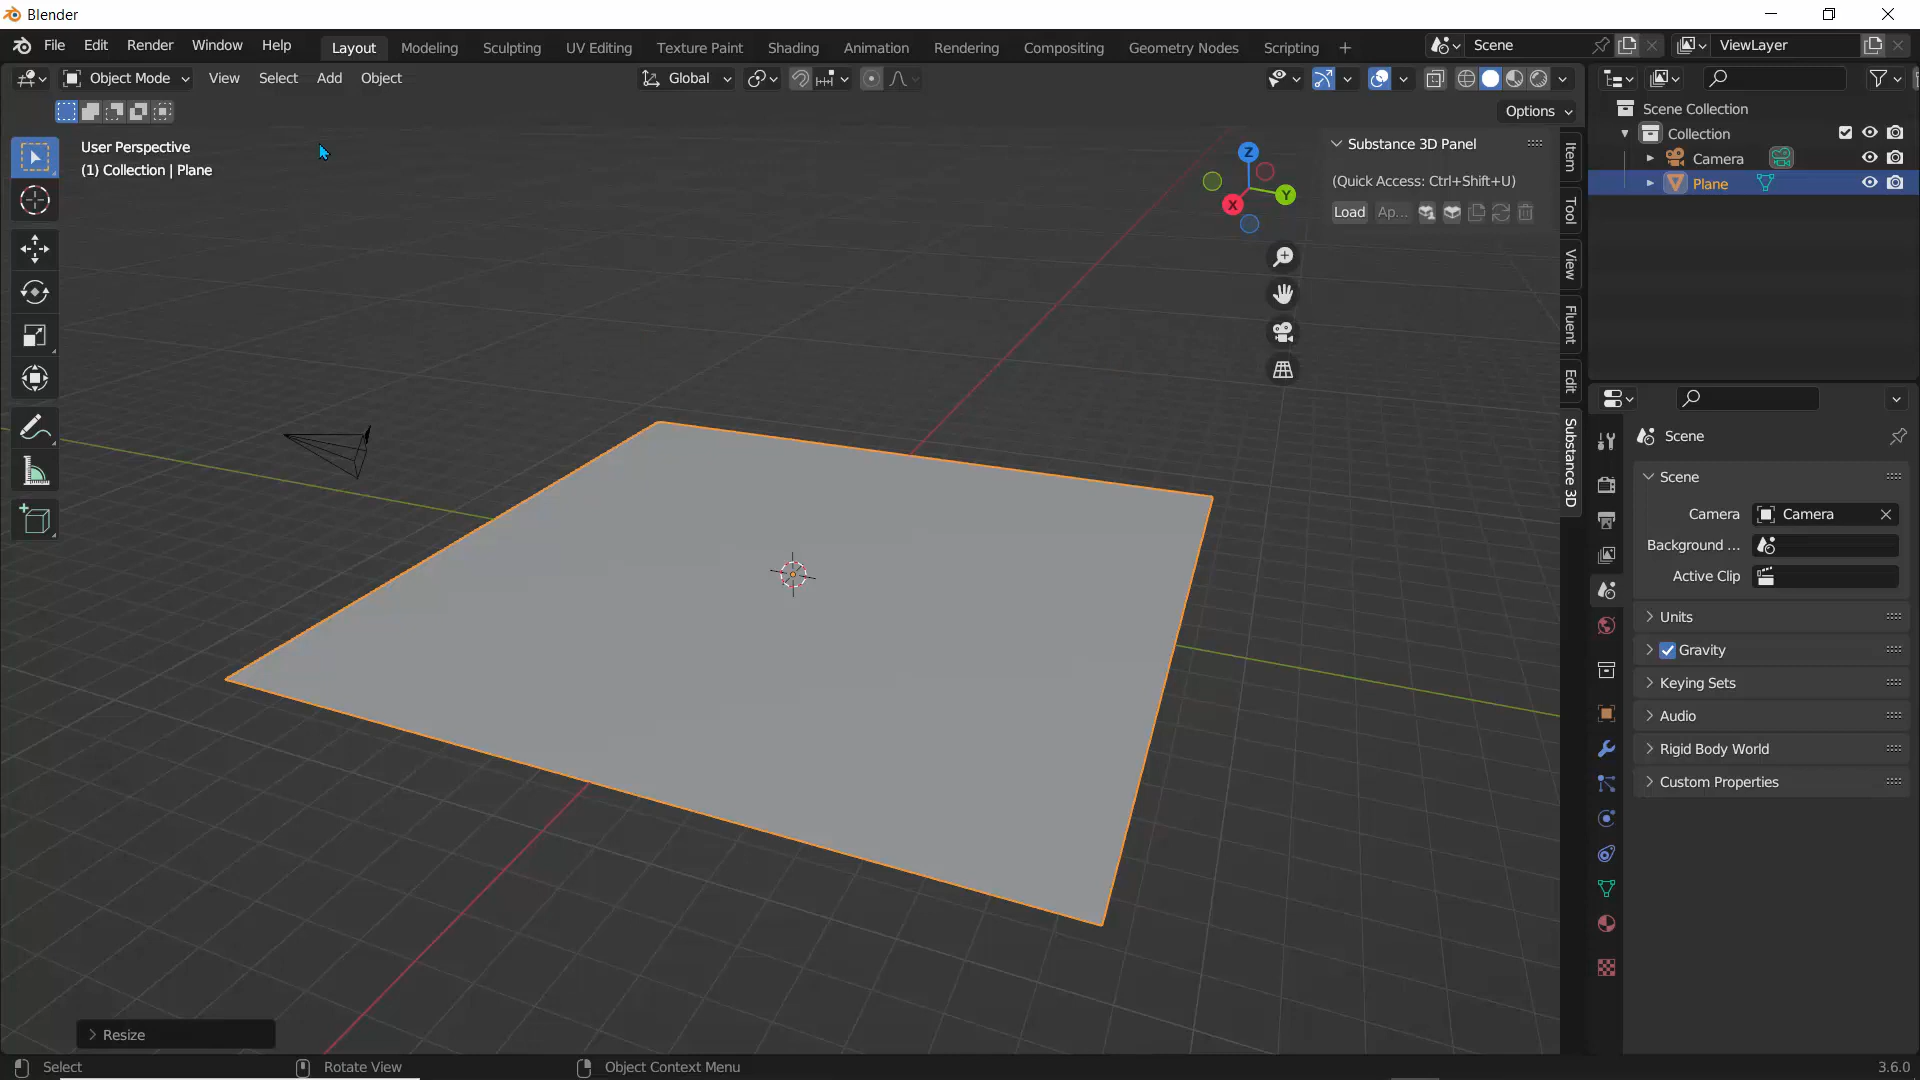 Blender
File Edit Render Window Help Layout Modeling Sculpting UV Editing Texture Paint Shading Animation Rendering Compositing Geometry Nodes Scripting + Scene ViewLayer
Object Mode View Select Add Object Global
Options
User Perspective
(1) Collection | Plane
Z
Y
X
Substance 3D Panel
(Quick Access: Ctrl+Shift+U)
Load Ap...
Item
Tool
View
Fluent
Edit
Substance 3D
Scene Collection
Collection
Camera
Plane
Scene
Scene
Camera Camera
Background ...
Active Clip
Units
Gravity
Keying Sets
Audio
Rigid Body World
Custom Properties
Resize
Select Rotate View Object Context Menu 3.6.0